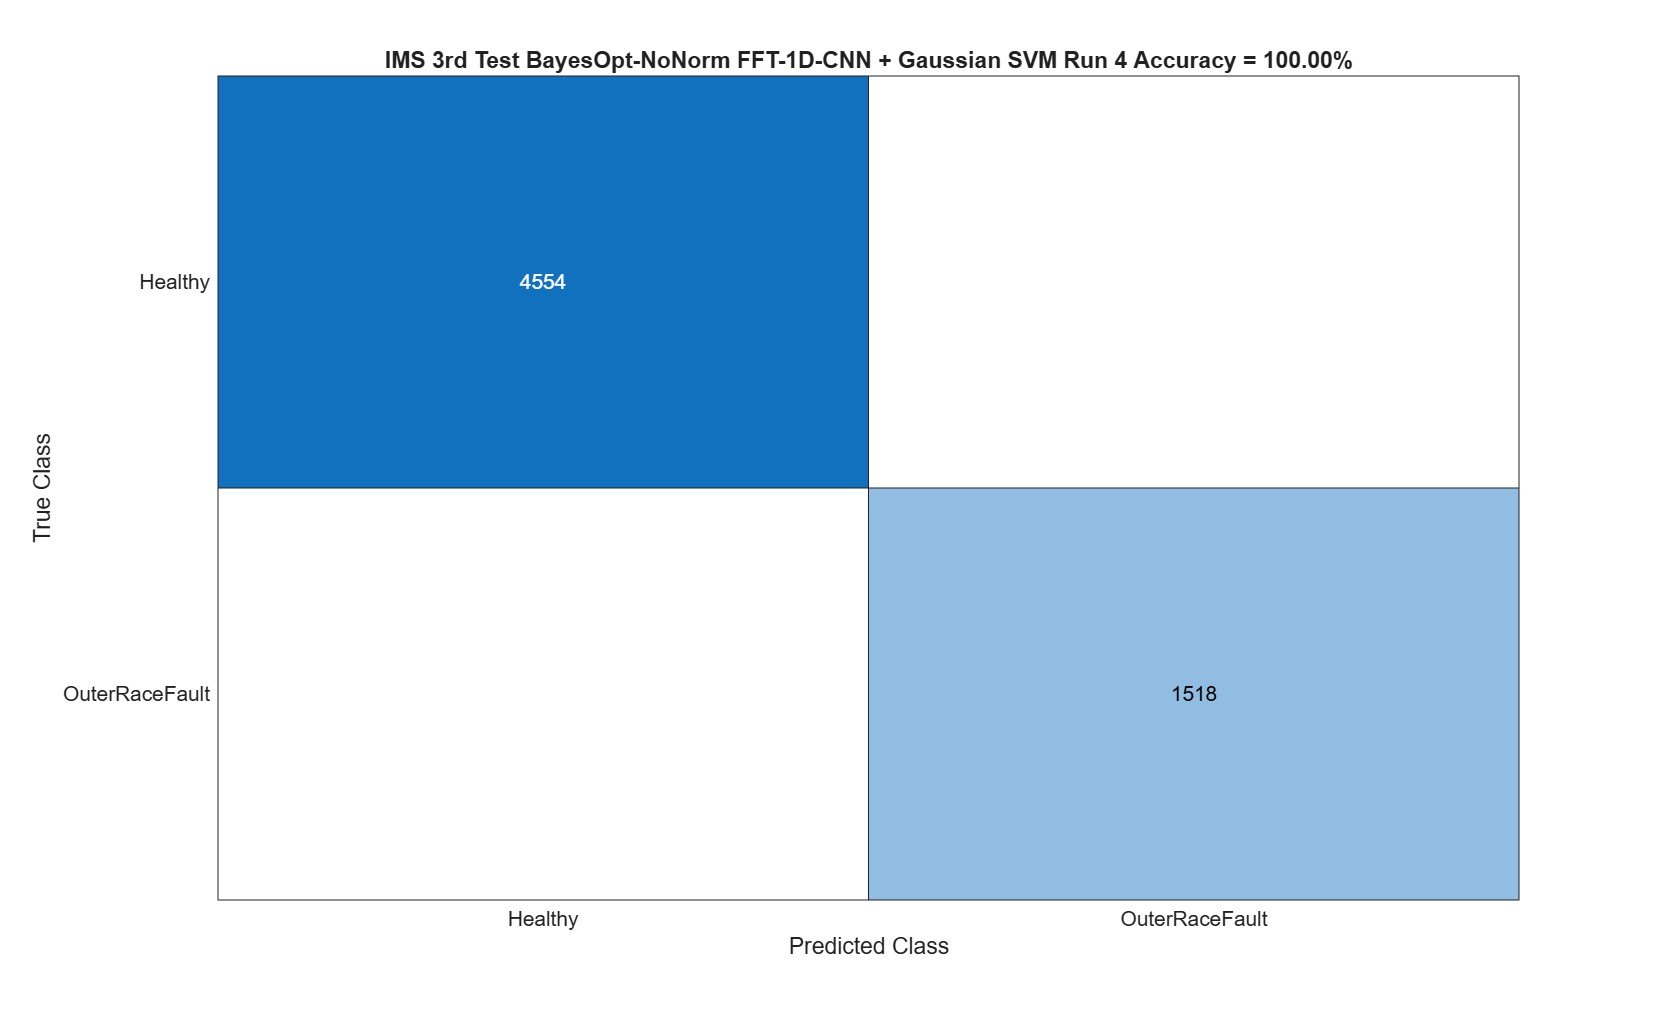 IMS 3rd Test BayesOpt-NoNorm FFT-1D-CNN + Gaussian SVM Run 4 Accuracy = 100.00%
True Class
Healthy
4554
OuterRaceFault
1518
Healthy
OuterRaceFault
Predicted Class